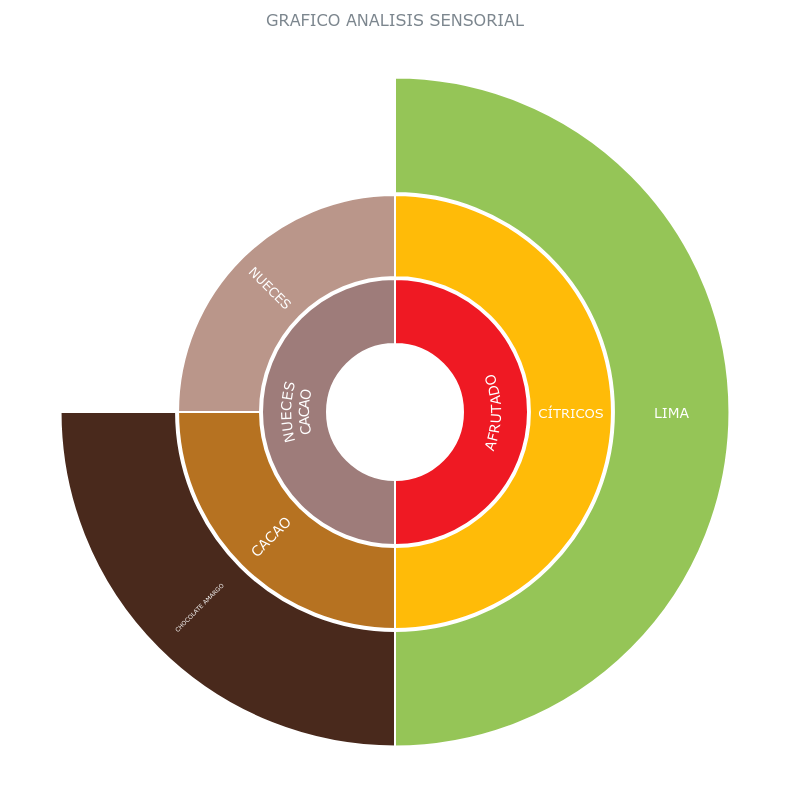 GRAFICO ANALISIS SENSORIAL
NUECES
NUECES
CACAO
AFRUTADO
CÍTRICOS
LIMA
CACAO
CHOCOLATE AMARGO